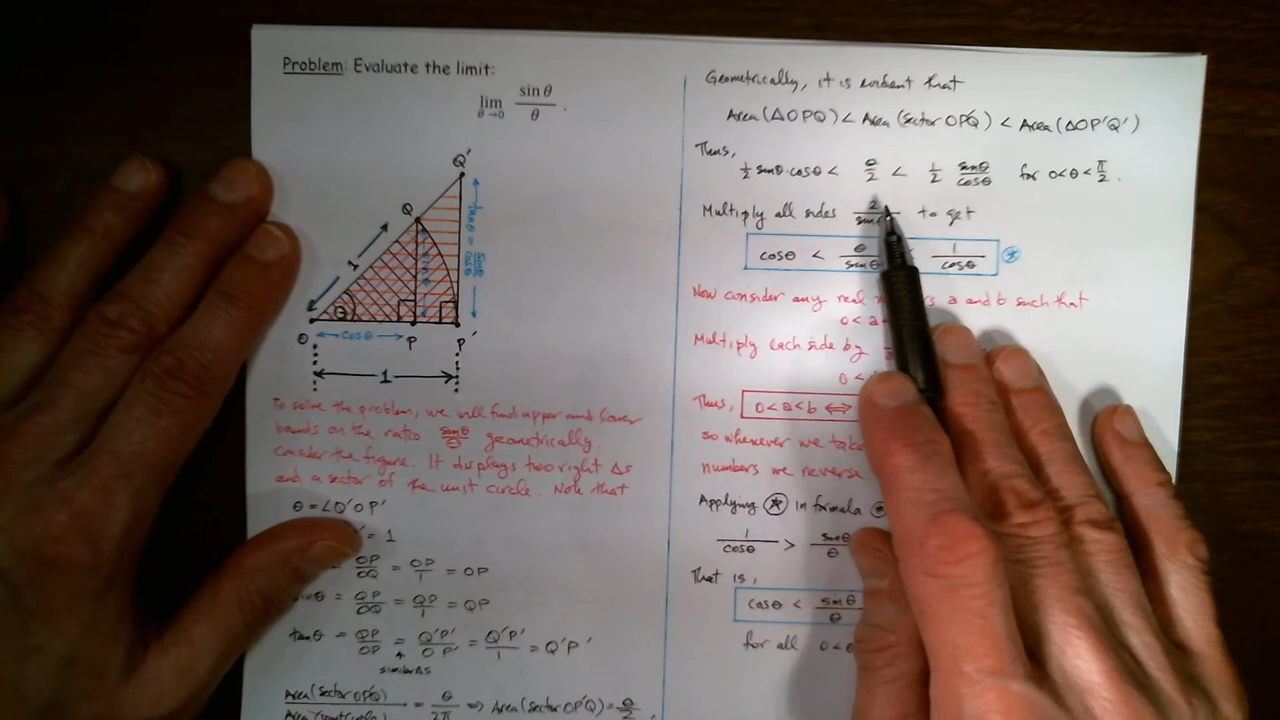 Problem: Evaluate the limit:
lim θ→0 sin θ / θ .
Q'
Q
1
tanθ = sinθ/cosθ
θ
O
cosθ
P
P'
1
To solve the problem, we will find upper and lower
bounds on the ratio sinθ/θ geometrically.
Consider the figure. It displays two right Δs
and a sector of the unit circle. Note that
θ = ∠Q'OP'
= 1
= OP/OQ = OP/1 = OP
sinθ = QP/OQ = QP/1 = QP
tanθ = QP/OP = Q'P'/OP' = Q'P'/1 = Q'P'
similar Δs
Area(sector OP'Q) / = θ/2π ⇒ Area(sector OP'Q) = θ/2 .
Geometrically, it is evident that
Area(ΔOPQ) < Area(sector OP'Q) < Area(ΔOP'Q')
Thus,
1/2 sinθ·cosθ < θ/2 < 1/2 sinθ/cosθ for 0<θ<π/2 .
Multiply all sides 2/sin to get
cosθ < θ/sinθ 1/cosθ *
Now consider any real a and b such that
0 < a
Multiply each side by
0 <
Thus, 0<a<b ⇔
so whenever we take
numbers we reverse
Applying * in formula
1/cosθ > sinθ/θ
That is,
cosθ < sinθ/θ
for all 0<θ